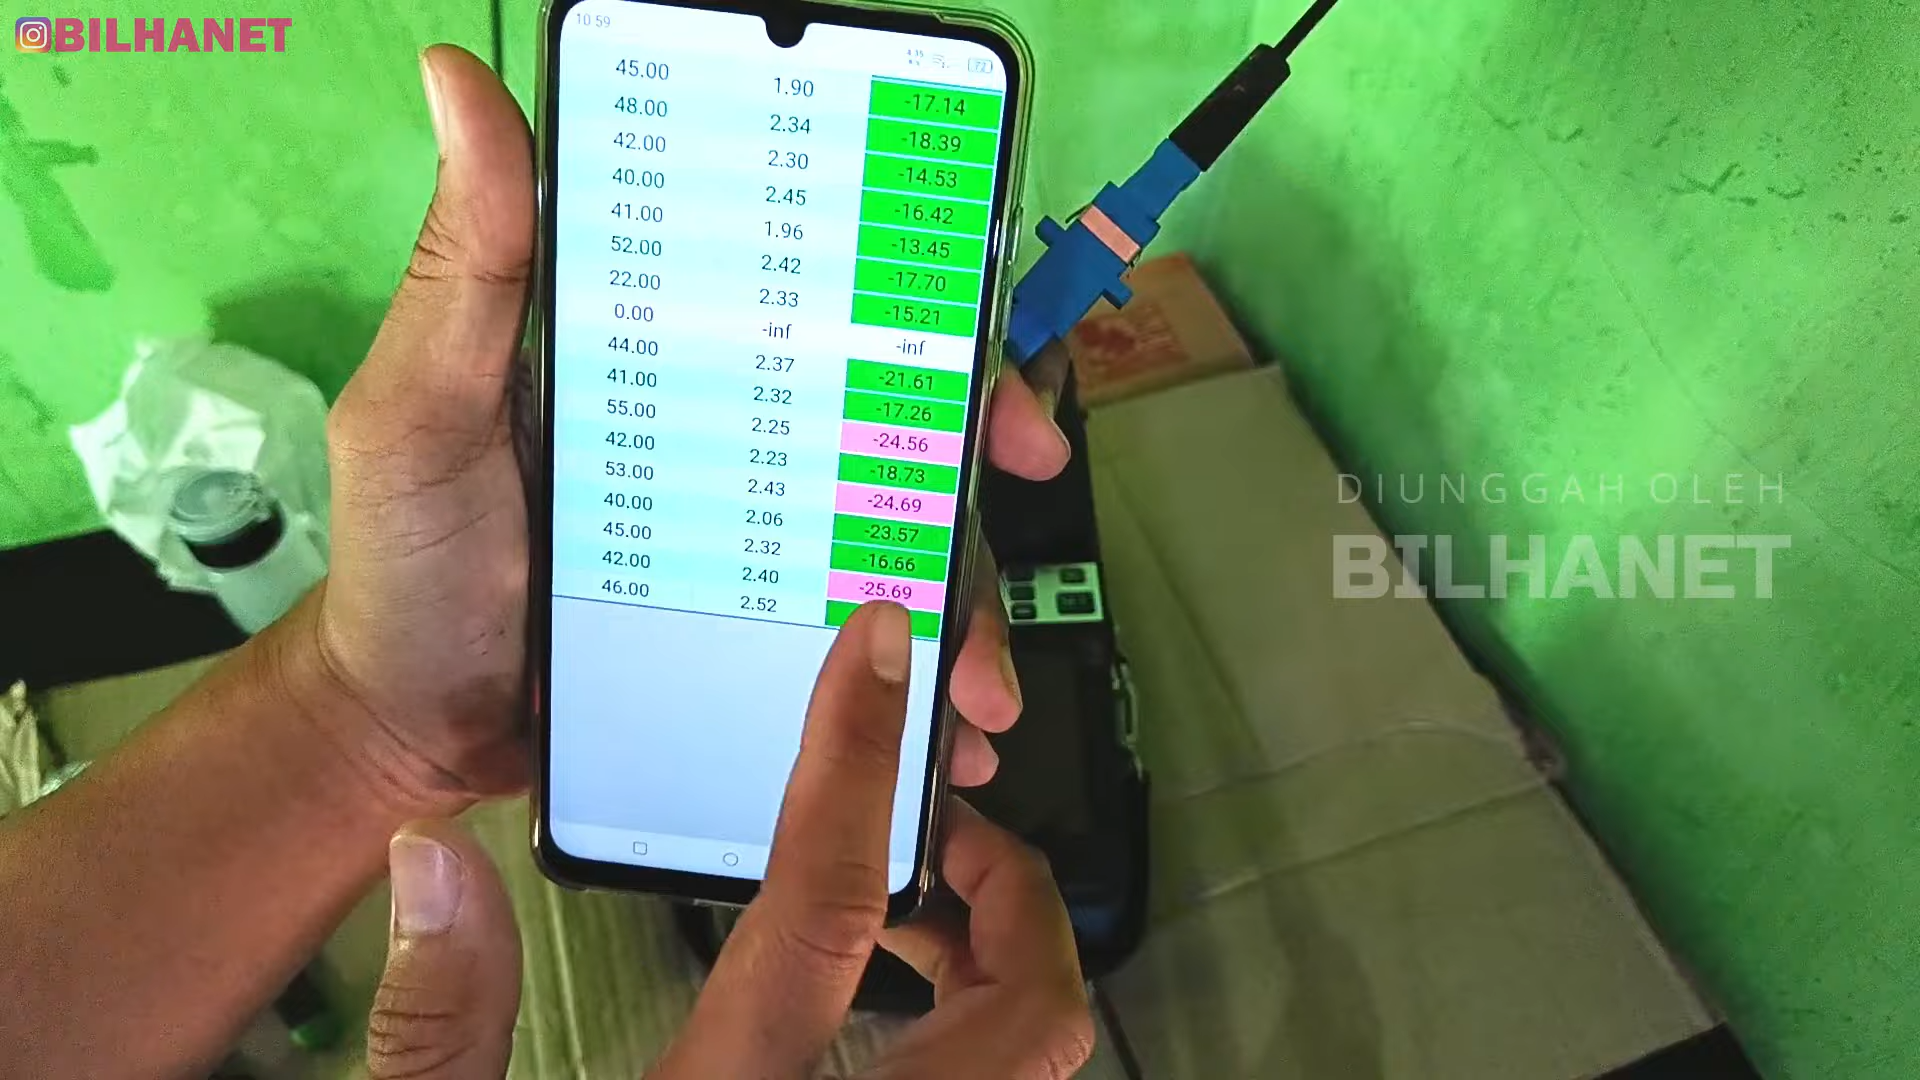 BILHANET
10 59
72
45.00 1.90 -17.14
48.00 2.34 -18.39
42.00 2.30 -14.53
40.00 2.45 -16.42
41.00 1.96 -13.45
52.00 2.42 -17.70
22.00 2.33 -15.21
0.00 -inf -inf
44.00 2.37 -21.61
41.00 2.32 -17.26
55.00 2.25 -24.56
42.00 2.23 -18.73
53.00 2.43 -24.69
40.00 2.06 -23.57
45.00 2.32 -16.66
42.00 2.40 -25.69
46.00 2.52
DIUNGGAH OLEH
BILHANET